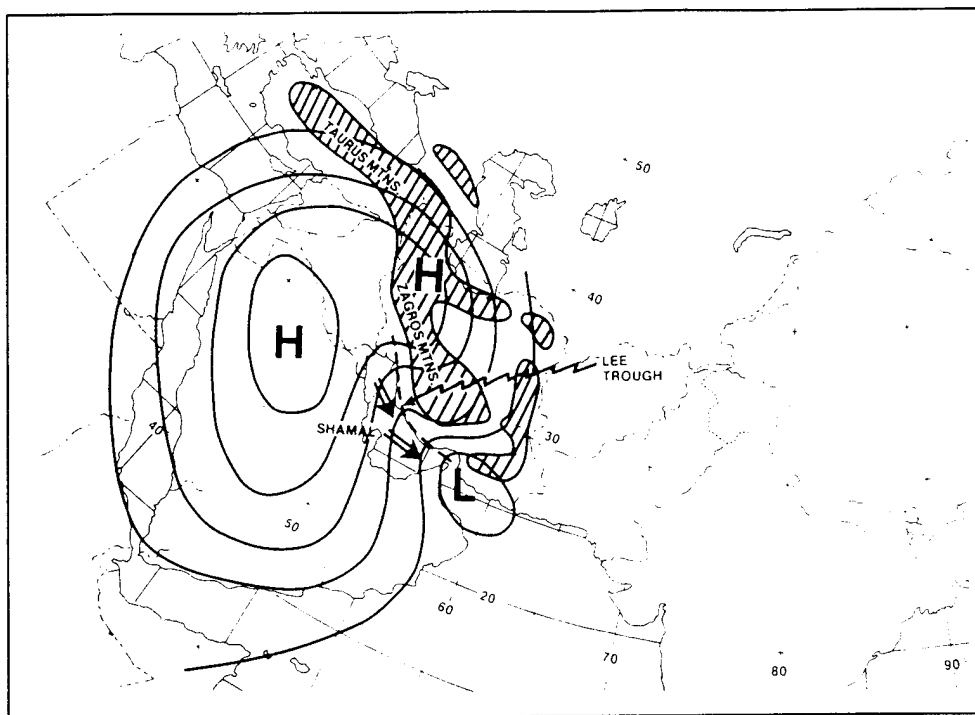 50
TAURUS MTNS.
40
H
ZAGROS MTNS.
H
LEE
TROUGH
SHAMAL
40
30
L
50
20
60
70
80
90